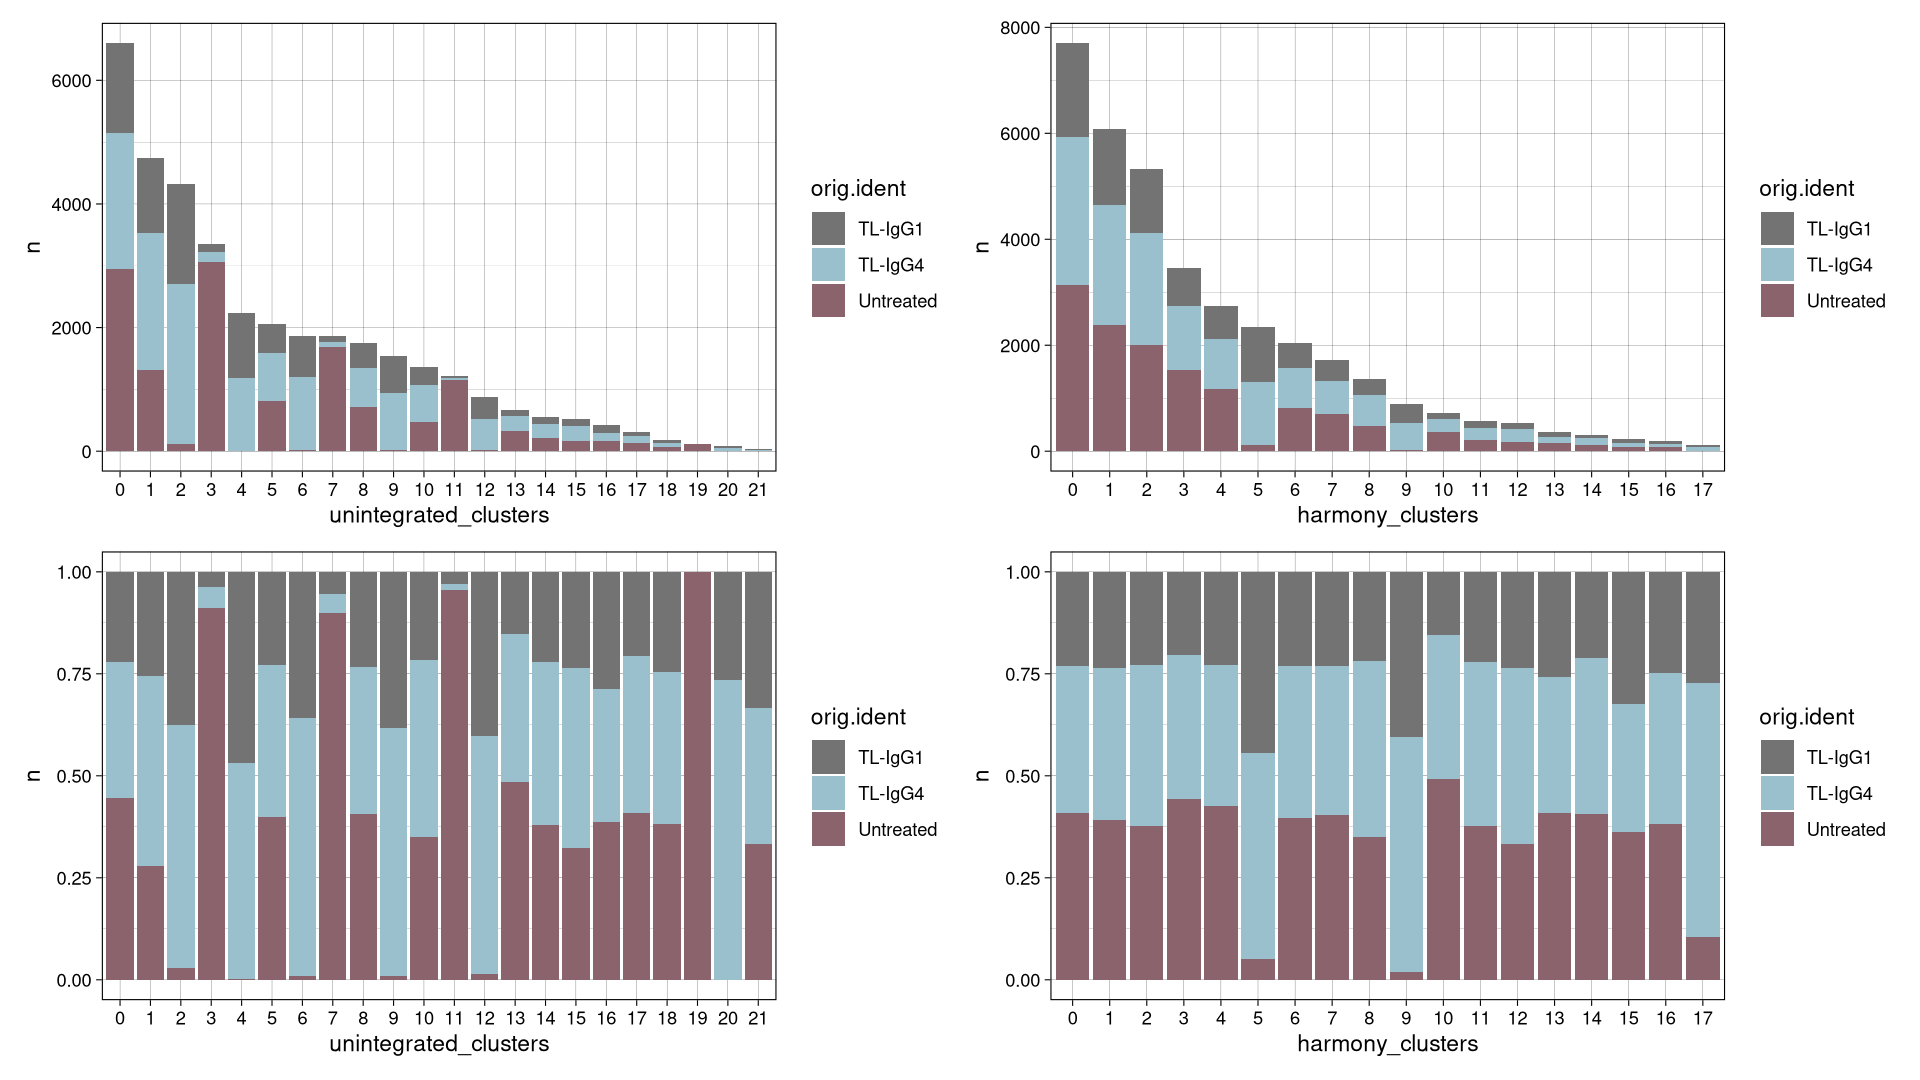 n
6000
4000
2000
0
0 1 2 3 4 5 6 7 8 9 10 11 12 13 14 15 16 17 18 19 20 21
unintegrated_clusters
orig.ident
TL-IgG1
TL-IgG4
Untreated
n
8000
6000
4000
2000
0
0 1 2 3 4 5 6 7 8 9 10 11 12 13 14 15 16 17
harmony_clusters
orig.ident
TL-IgG1
TL-IgG4
Untreated
n
1.00
0.75
0.50
0.25
0.00
0 1 2 3 4 5 6 7 8 9 10 11 12 13 14 15 16 17 18 19 20 21
unintegrated_clusters
orig.ident
TL-IgG1
TL-IgG4
Untreated
n
1.00
0.75
0.50
0.25
0.00
0 1 2 3 4 5 6 7 8 9 10 11 12 13 14 15 16 17
harmony_clusters
orig.ident
TL-IgG1
TL-IgG4
Untreated